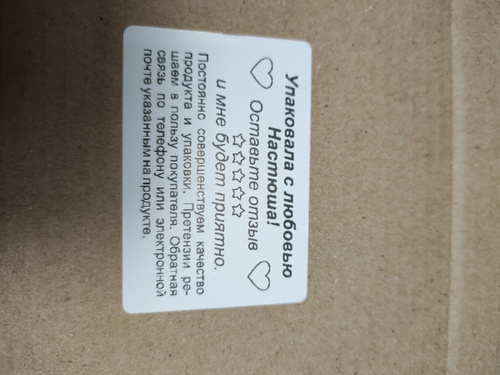 Упаковала с любовью
Настюша!
Оставьте отзыв
и мне будет приятно.
Постоянно совершенствуем качество
продукта и упаковки. Претензии ре-
шаем в пользу покупателя. Обратная
связь по телефону или электронной
почте указанным на продукте.